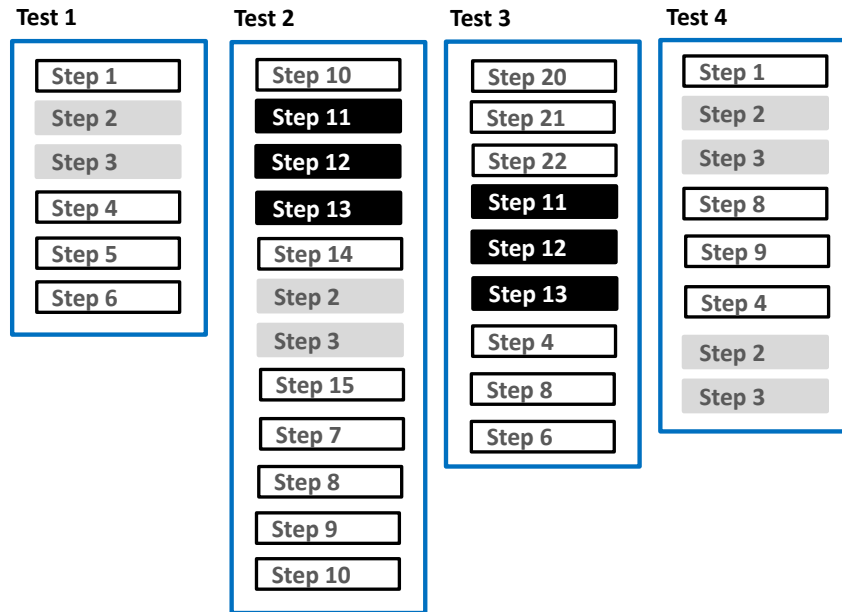 Test 1
Step 1
Step 2
Step 3
Step 4
Step 5
Step 6
Test 2
Step 10
Step 11
Step 12
Step 13
Step 14
Step 2
Step 3
Step 15
Step 7
Step 8
Step 9
Step 10
Test 3
Step 20
Step 21
Step 22
Step 11
Step 12
Step 13
Step 4
Step 8
Step 6
Test 4
Step 1
Step 2
Step 3
Step 8
Step 9
Step 4
Step 2
Step 3